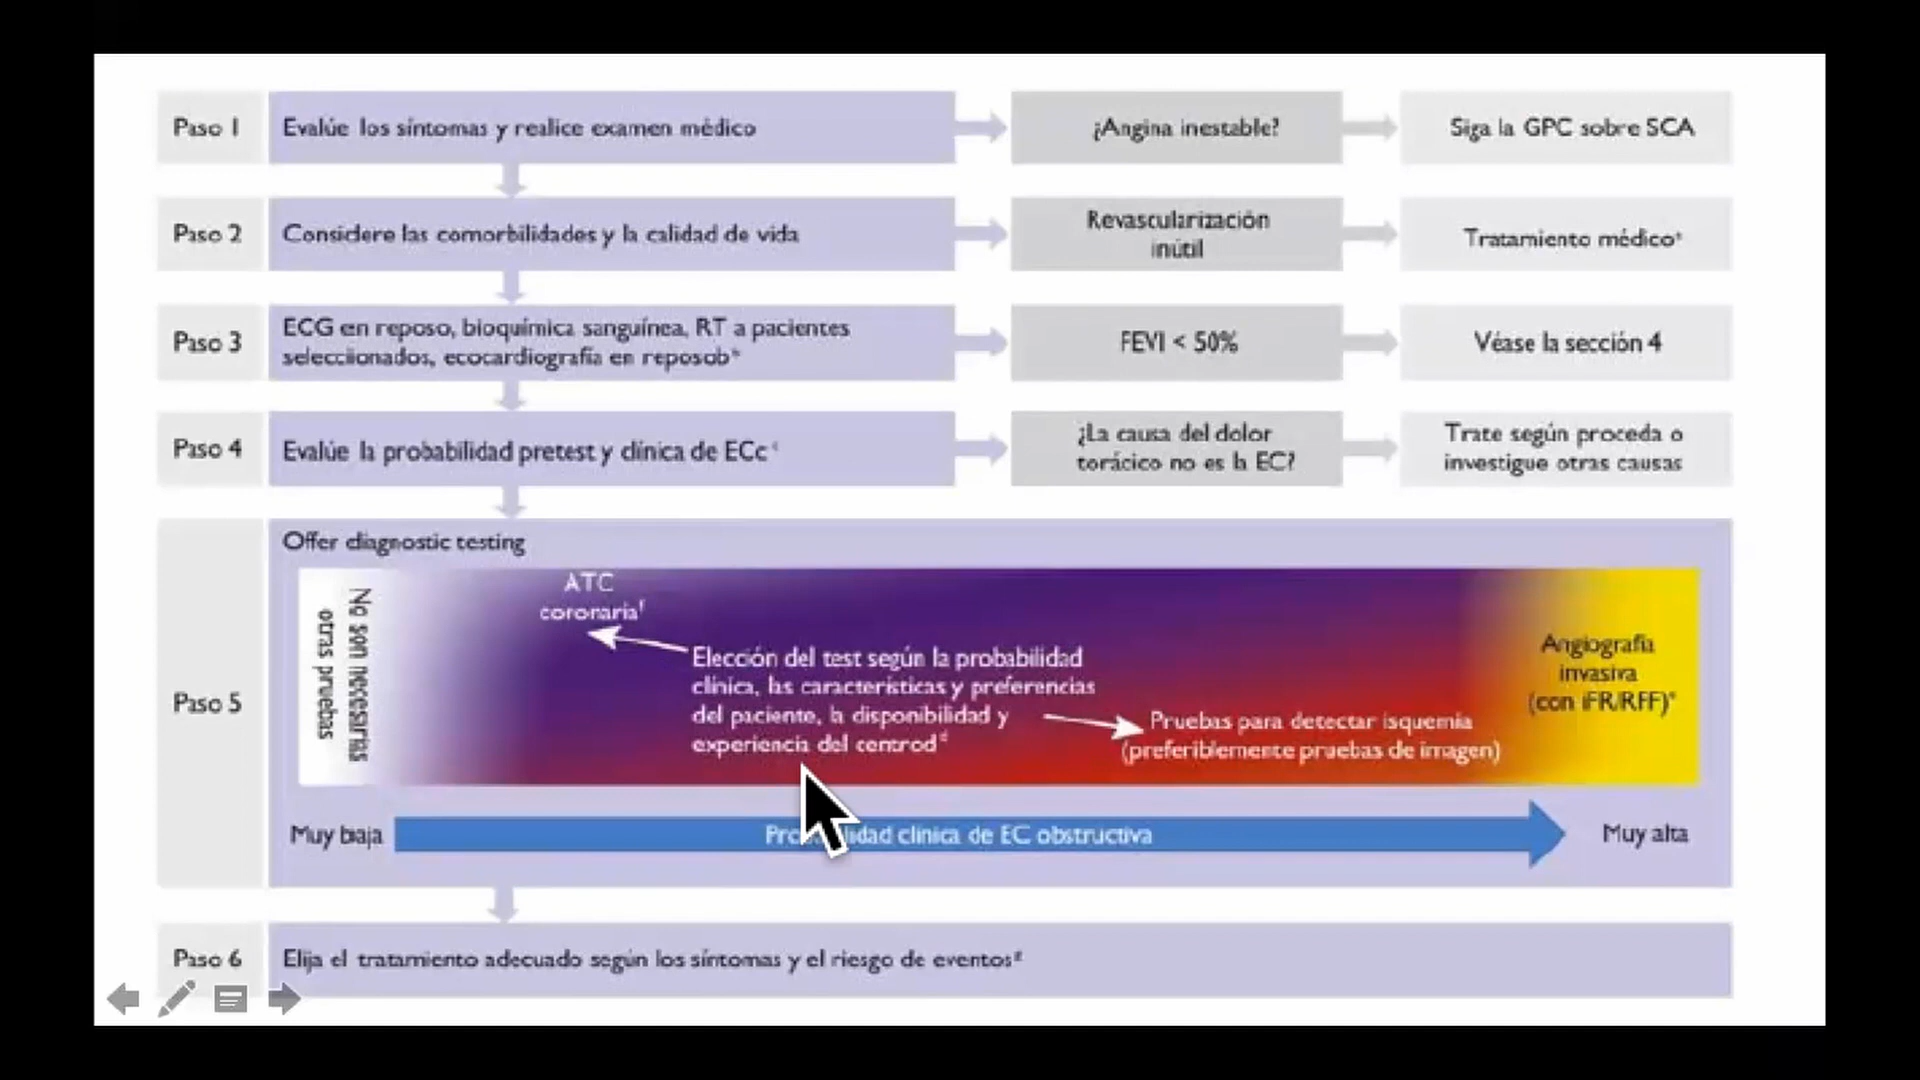 Paso 1
Evalúe los síntomas y realice examen médico
¿Angina inestable?
Siga la GPC sobre SCA
Paso 2
Considere las comorbilidades y la calidad de vida
Revascularización
inútil
Tratamiento médicoª
Paso 3
ECG en reposo, bioquímica sanguínea, RT a pacientes
seleccionados, ecocardiografía en reposob
FEVI < 50%
Véase la sección 4
Paso 4
Evalúe la probabilidad pretest y clínica de ECc
¿La causa del dolor
torácico no es la EC?
Trate según proceda o
investigue otras causas
Paso 5
Offer diagnostic testing
No son necesarias
otras pruebas
ATC
coronariaᶠ
Elección del test según la probabilidad
clínica, las características y preferencias
del paciente, la disponibilidad y
experiencia del centrodᵈ
Pruebas para detectar isquemia
(preferiblemente pruebas de imagen)
Angiografía
invasiva
(con iFR/RFF)ᵉ
Muy baja
clínica de EC obstructiva
Muy alta
Paso 6
Elija el tratamiento adecuado según los síntomas y el riesgo de eventosᵍ